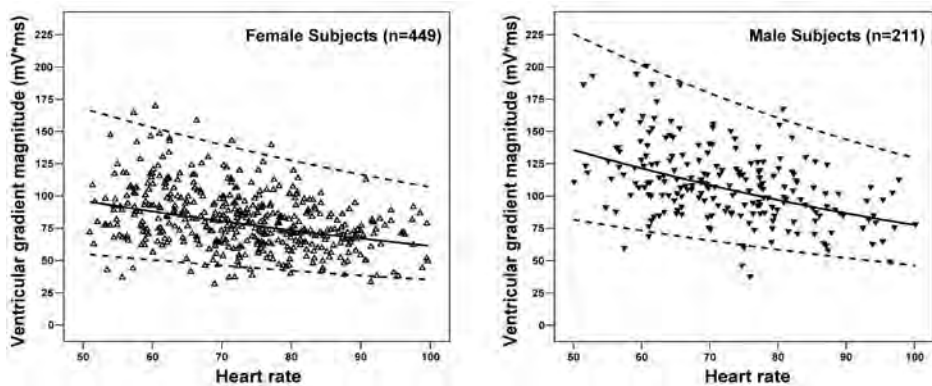 Female Subjects (n=449)
Ventricular gradient magnitude (mV*ms)
225
200
175
150
125
100
75
50
25
0
50 60 70 80 90 100
Heart rate
Male Subjects (n=211)
Ventricular gradient magnitude (mV*ms)
225
200
175
150
125
100
75
50
25
0
50 60 70 80 90 100
Heart rate